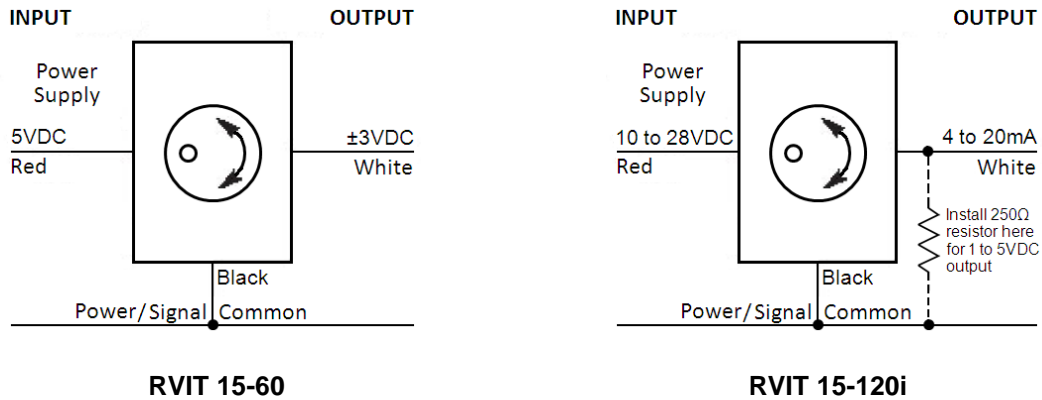 INPUT
OUTPUT
Power
Supply
5VDC
Red
±3VDC
White
Black
Power/Signal Common
RVIT 15-60
INPUT
OUTPUT
Power
Supply
10 to 28VDC
Red
4 to 20mA
White
Install 250Ω
resistor here
for 1 to 5VDC
output
Black
Power/Signal Common
RVIT 15-120i